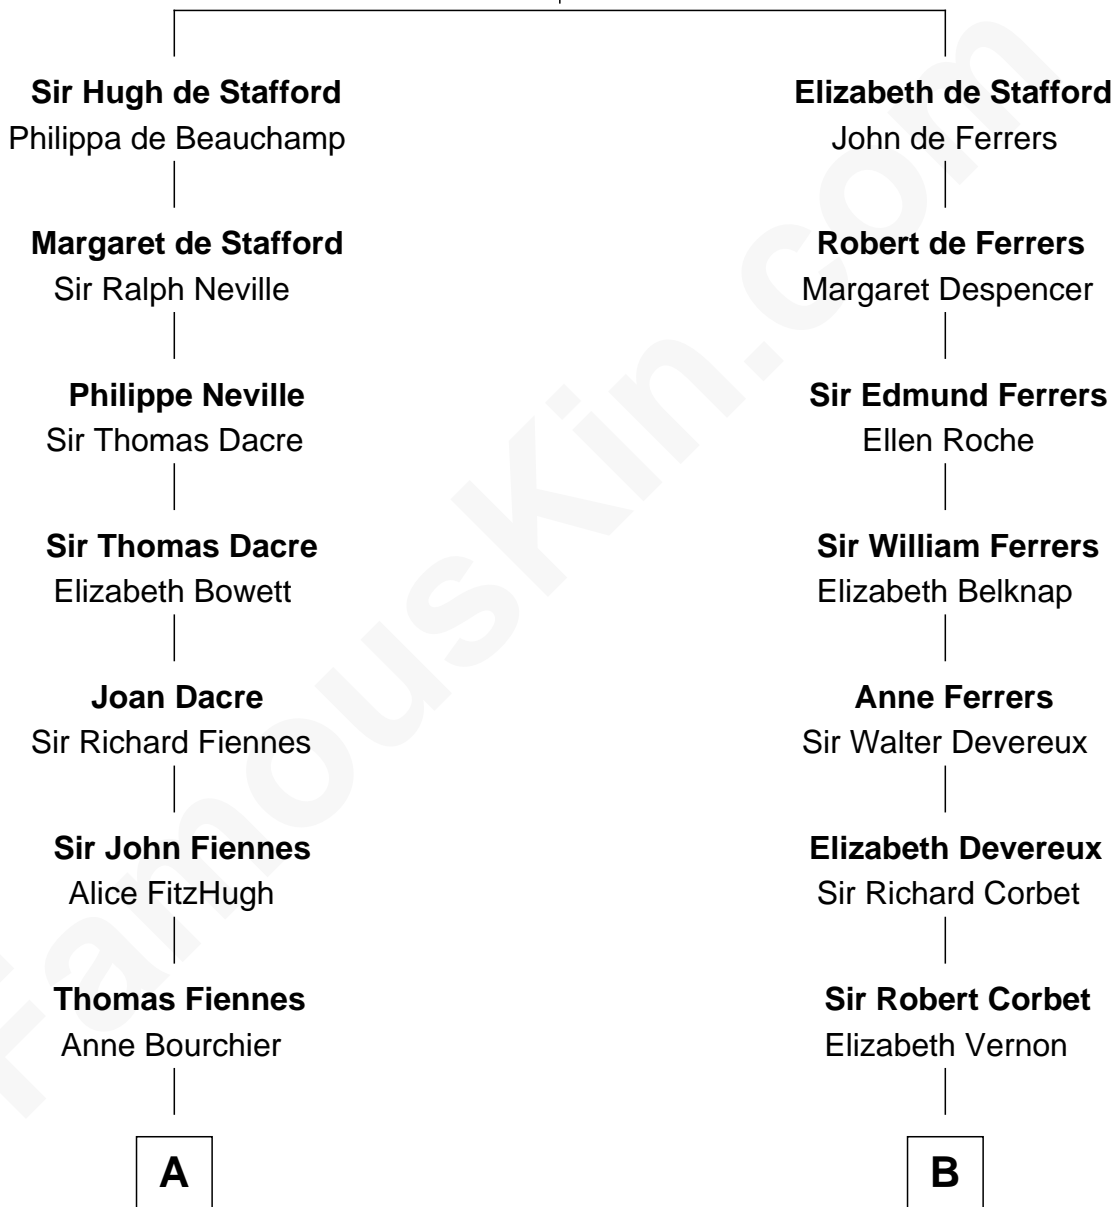 Sir Hugh de Stafford
Philippa de Beauchamp
Margaret de Stafford
Sir Ralph Neville
Philippe Neville
Sir Thomas Dacre
Sir Thomas Dacre
Elizabeth Bowett
Joan Dacre
Sir Richard Fiennes
Sir John Fiennes
Alice FitzHugh
Thomas Fiennes
Anne Bourchier
A
Elizabeth de Stafford
John de Ferrers
Robert de Ferrers
Margaret Despencer
Sir Edmund Ferrers
Ellen Roche
Sir William Ferrers
Elizabeth Belknap
Anne Ferrers
Sir Walter Devereux
Elizabeth Devereux
Sir Richard Corbet
Sir Robert Corbet
Elizabeth Vernon
B
FamousKin.com